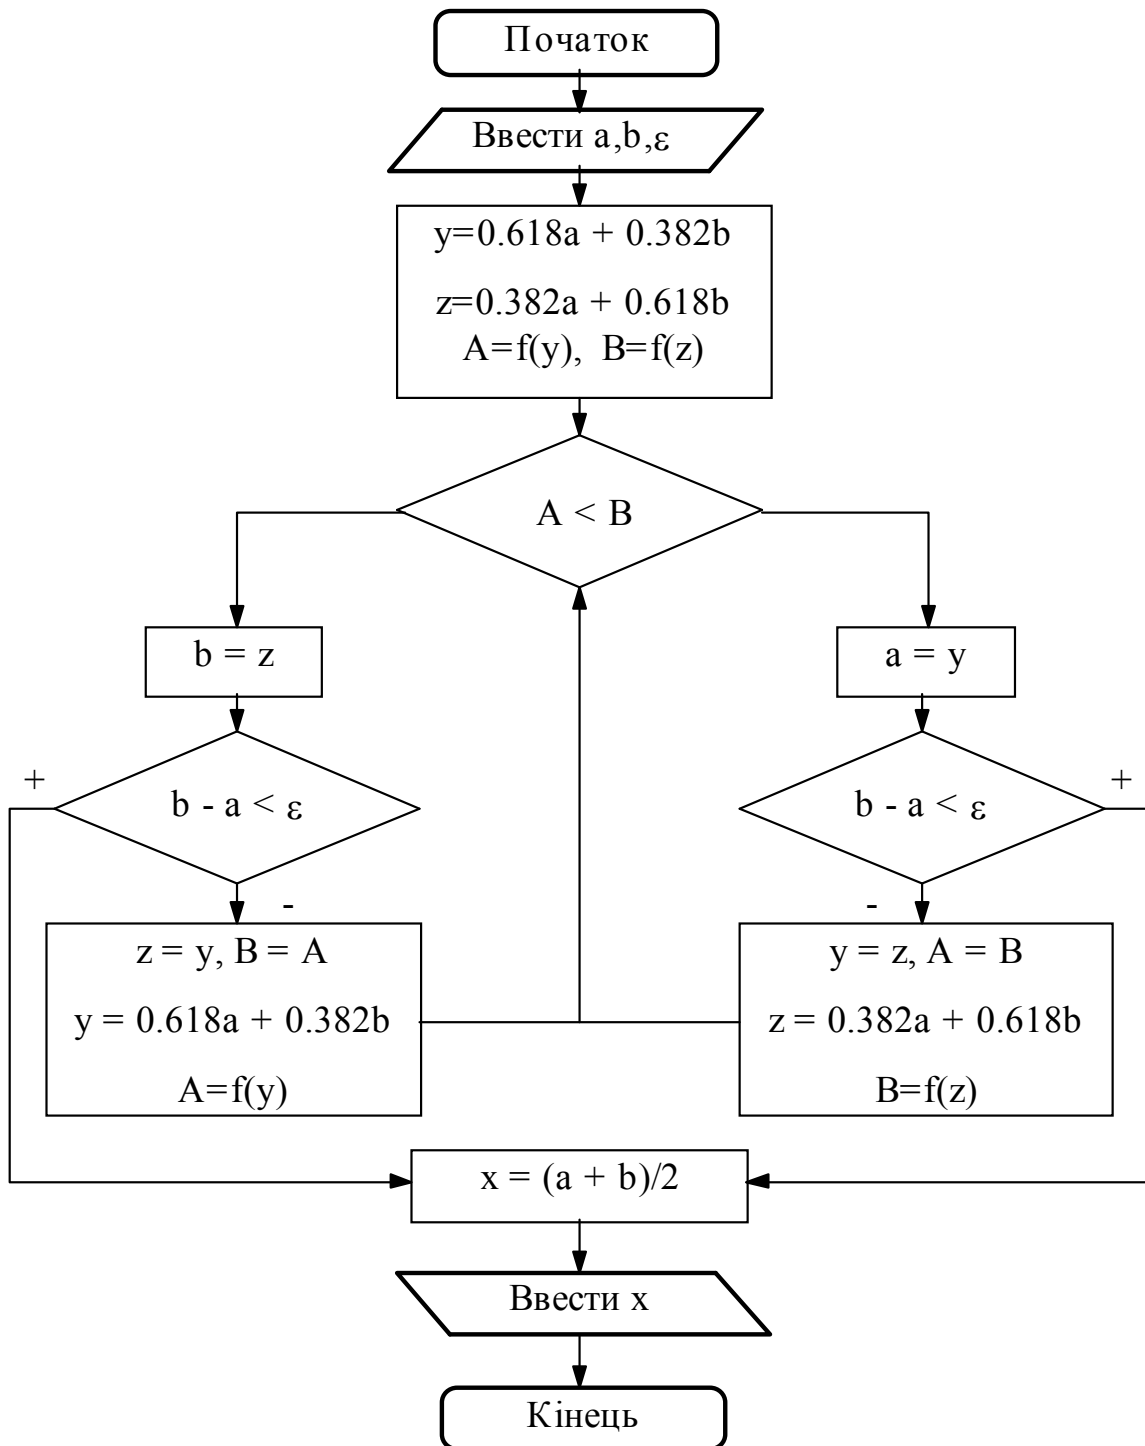 Початок
Ввести a,b,ε
y=0.618a + 0.382b
z=0.382a + 0.618b
A=f(y), B=f(z)
A < B
b = z
a = y
+
b - a < ε
b - a < ε
+
-
-
z = y, B = A
y = 0.618a + 0.382b
A=f(y)
y = z, A = B
z = 0.382a + 0.618b
B=f(z)
x = (a + b)/2
Ввести x
Кінець